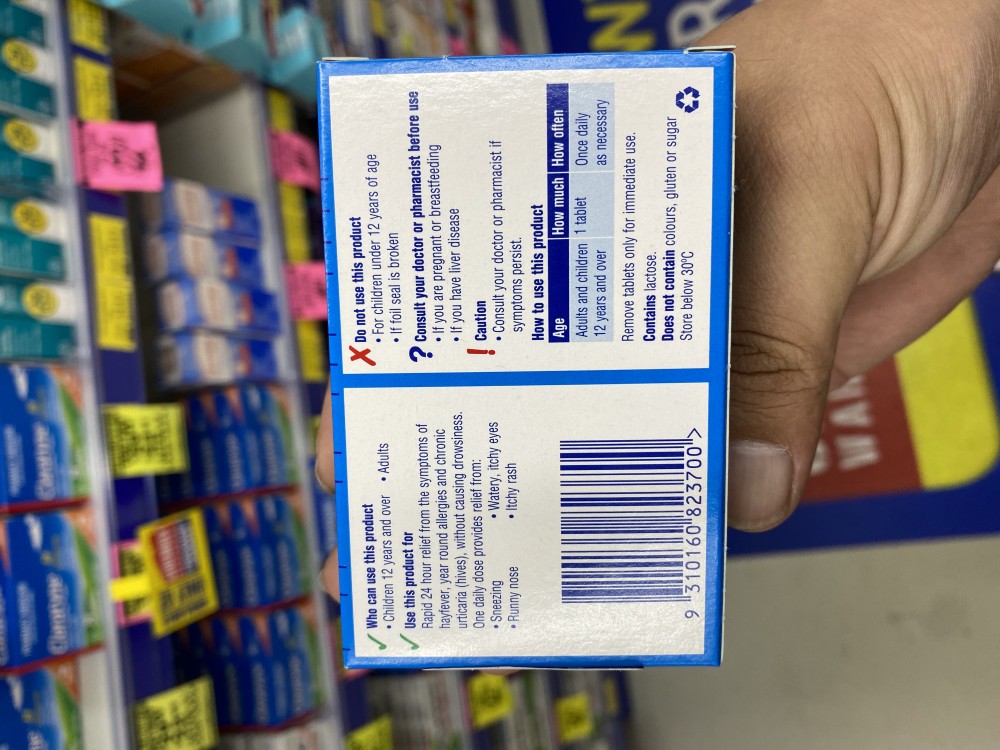 ✓ Who can use this product
• Children 12 years and over • Adults
✓ Use this product for
Rapid 24 hour relief from the symptoms of
hayfever, year round allergies and chronic
urticaria (hives), without causing drowsiness.
One daily dose provides relief from:
• Sneezing • Watery, itchy eyes
• Runny nose • Itchy rash
9 310160 823700 >
✗ Do not use this product
• For children under 12 years of age
• If foil seal is broken
? Consult your doctor or pharmacist before use
• If you are pregnant or breastfeeding
• If you have liver disease
! Caution
• Consult your doctor or pharmacist if
symptoms persist.
How to use this product
Age How much How often
Adults and children 1 tablet Once daily
12 years and over as necessary
Remove tablets only for immediate use.
Contains lactose.
Does not contain colours, gluten or sugar
Store below 30ºC